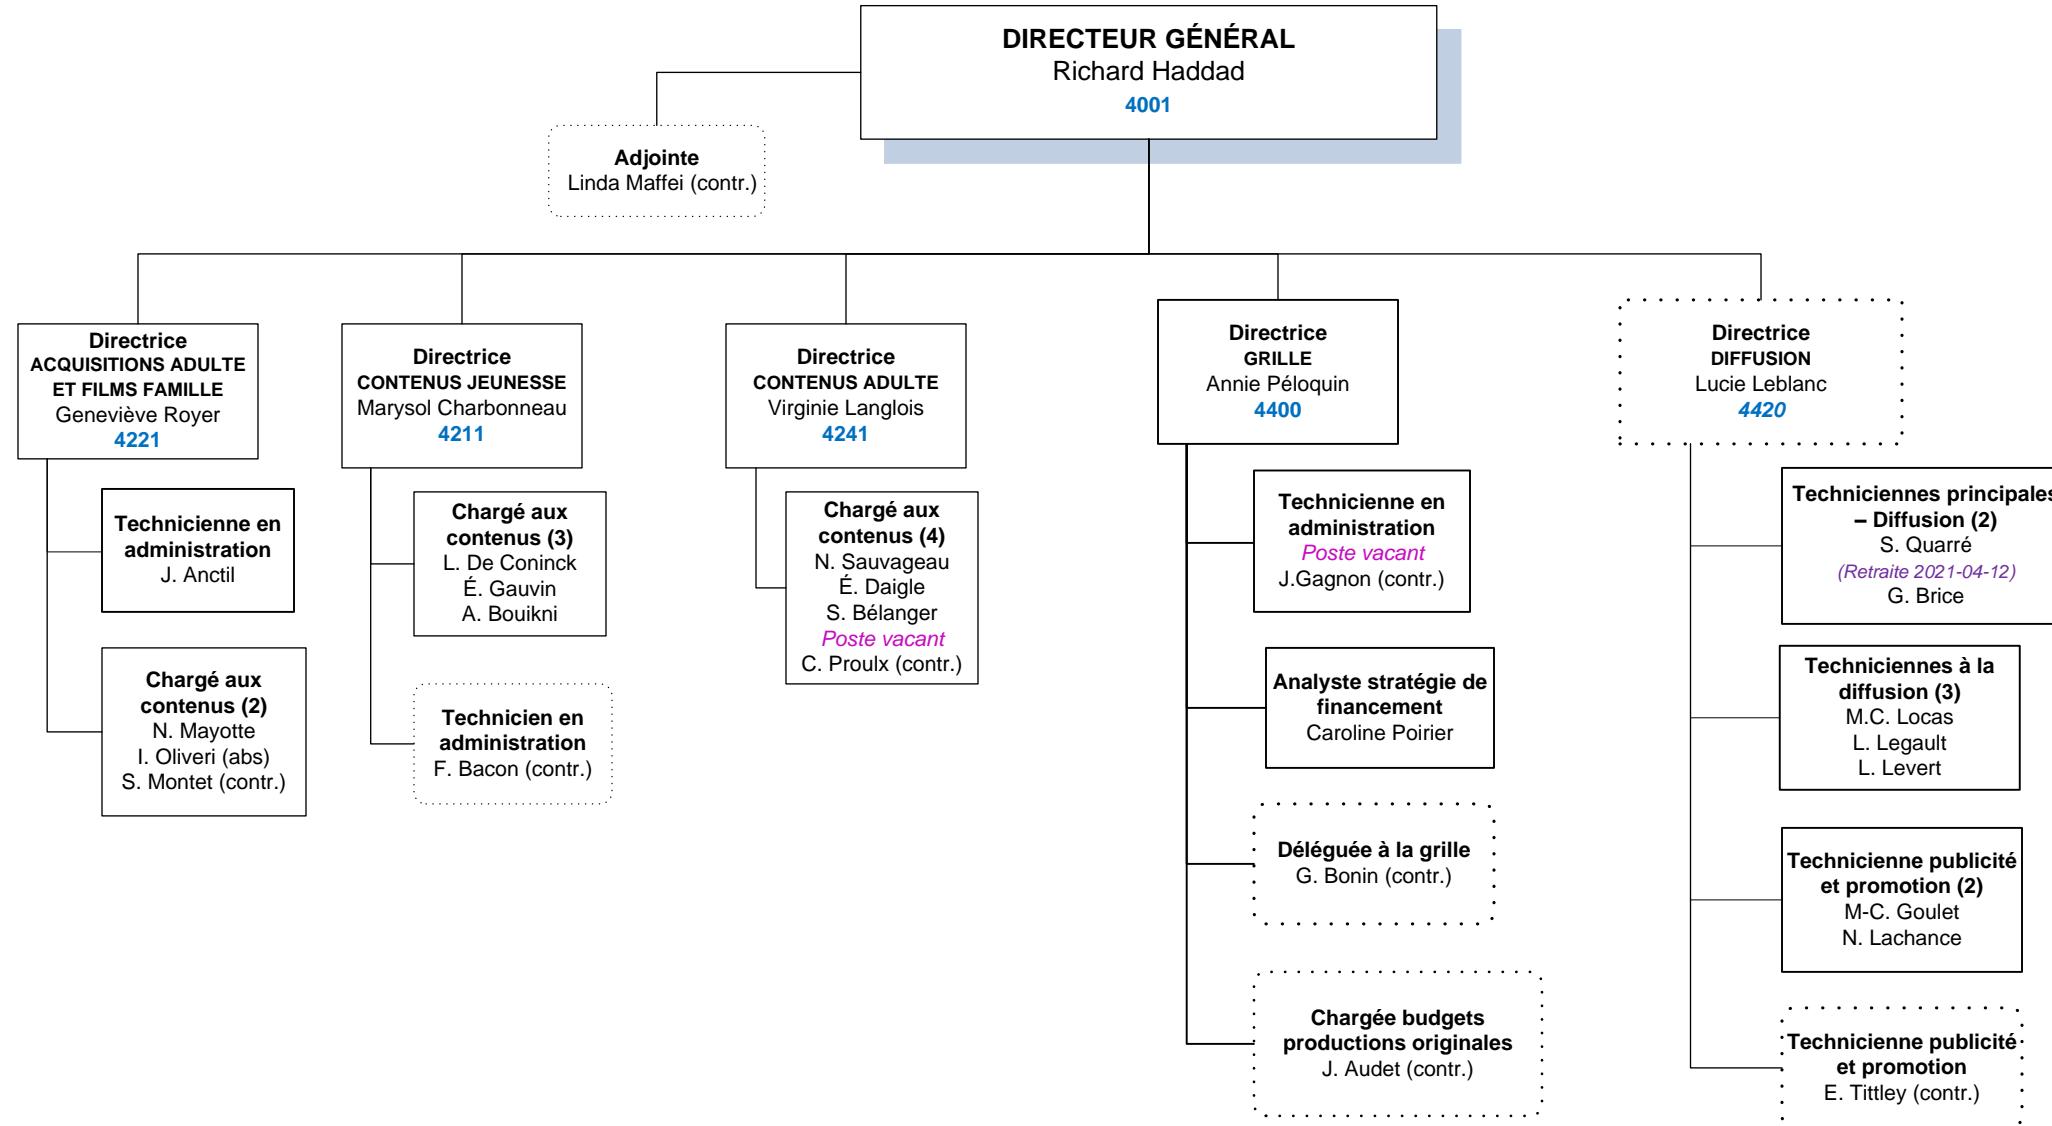 DIRECTEUR GÉNÉRAL
Richard Haddad
4001
Adjointe
Linda Maffei (contr.)
Directrice
ACQUISITIONS ADULTE
ET FILMS FAMILLE
Geneviève Royer
4221
Technicienne en
administration
J. Anctil
Chargé aux
contenus (2)
N. Mayotte
I. Oliveri (abs)
S. Montet (contr.)
Directrice
CONTENUS JEUNESSE
Marysol Charbonneau
4211
Chargé aux
contenus (3)
L. De Coninck
É. Gauvin
A. Bouikni
Technicien en
administration
F. Bacon (contr.)
Directrice
CONTENUS ADULTE
Virginie Langlois
4241
Chargé aux
contenus (4)
N. Sauvageau
É. Daigle
S. Bélanger
Poste vacant
C. Proulx (contr.)
Directrice
GRILLE
Annie Péloquin
4400
Technicienne en
administration
Poste vacant
J.Gagnon (contr.)
Analyste stratégie de
financement
Caroline Poirier
Déléguée à la grille
G. Bonin (contr.)
Chargée budgets
productions originales
J. Audet (contr.)
Directrice
DIFFUSION
Lucie Leblanc
4420
Techniciennes principales
– Diffusion (2)
S. Quarré
(Retraite 2021-04-12)
G. Brice
Techniciennes à la
diffusion (3)
M.C. Locas
L. Legault
L. Levert
Technicienne publicité
et promotion (2)
M-C. Goulet
N. Lachance
Technicienne publicité
et promotion
E. Tittley (contr.)